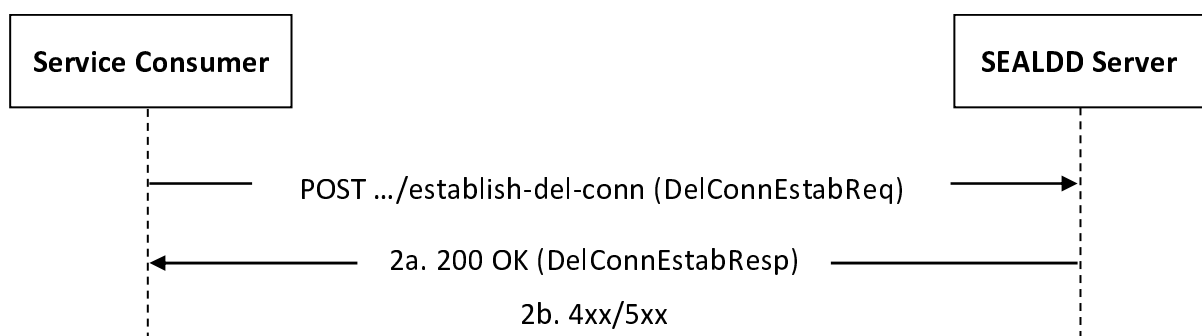 Service Consumer
SEALDD Server
POST .../establish-del-conn (DelConnEstabReq)
2a. 200 OK (DelConnEstabResp)
2b. 4xx/5xx